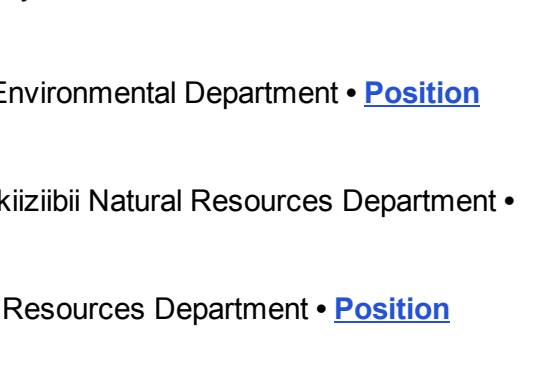 Environmental Department • Position
kiiziibii Natural Resources Department •
Resources Department • Position